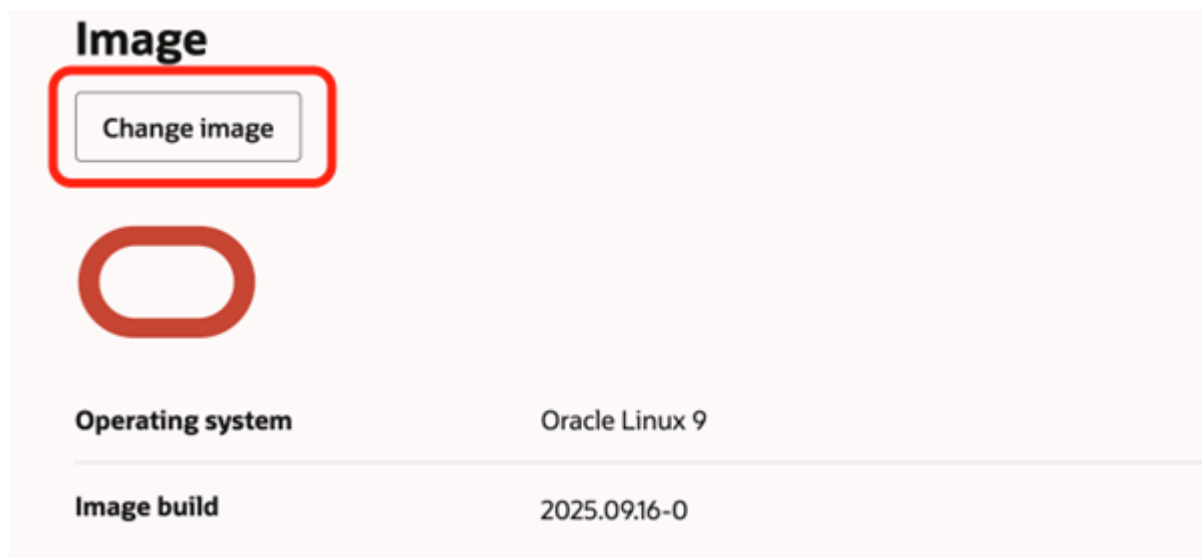 Image
Change image
Operating system Oracle Linux 9
Image build 2025.09.16-0